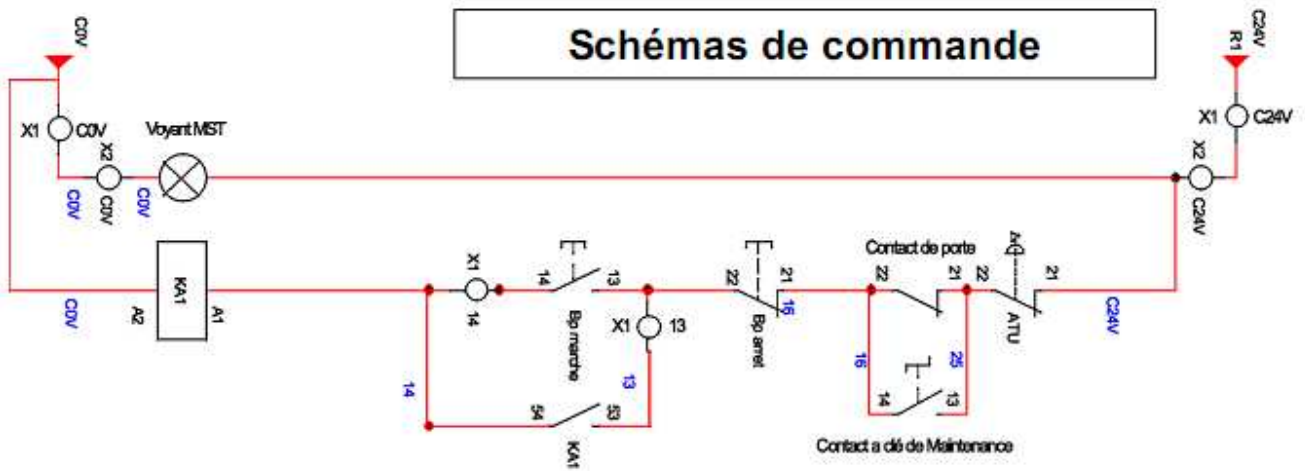 Schémas de commande
C0V
X1
C0V
C0V
X2
C0V
C0V
Voyant MST
C24V
R1
X1
C24V
X2
C24V
C0V
A2
KA1
A1
14
X1
14
14
13
Bp marche
X1
13
13
54
53
KA1
22
21
Bp arret
16
Contact de porte
22
21
16
25
14
13
Contact a clé de Maintenance
22
21
ATU
C24V